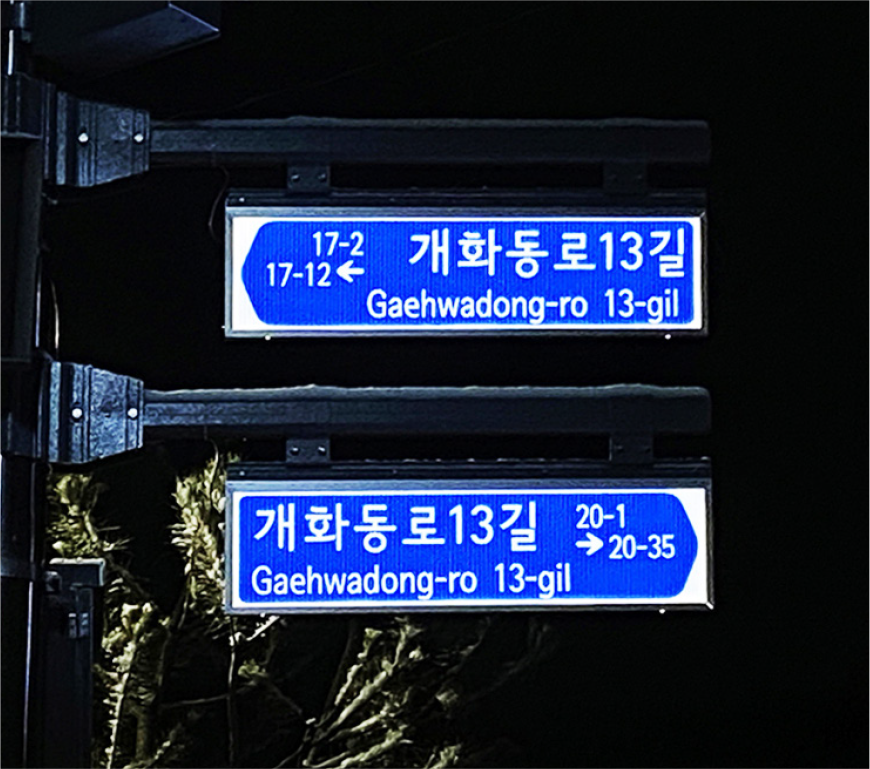 17-2
17-12← 개화동로13길
Gaehwadong-ro 13-gil
개화동로13길 20-1
→20-35
Gaehwadong-ro 13-gil